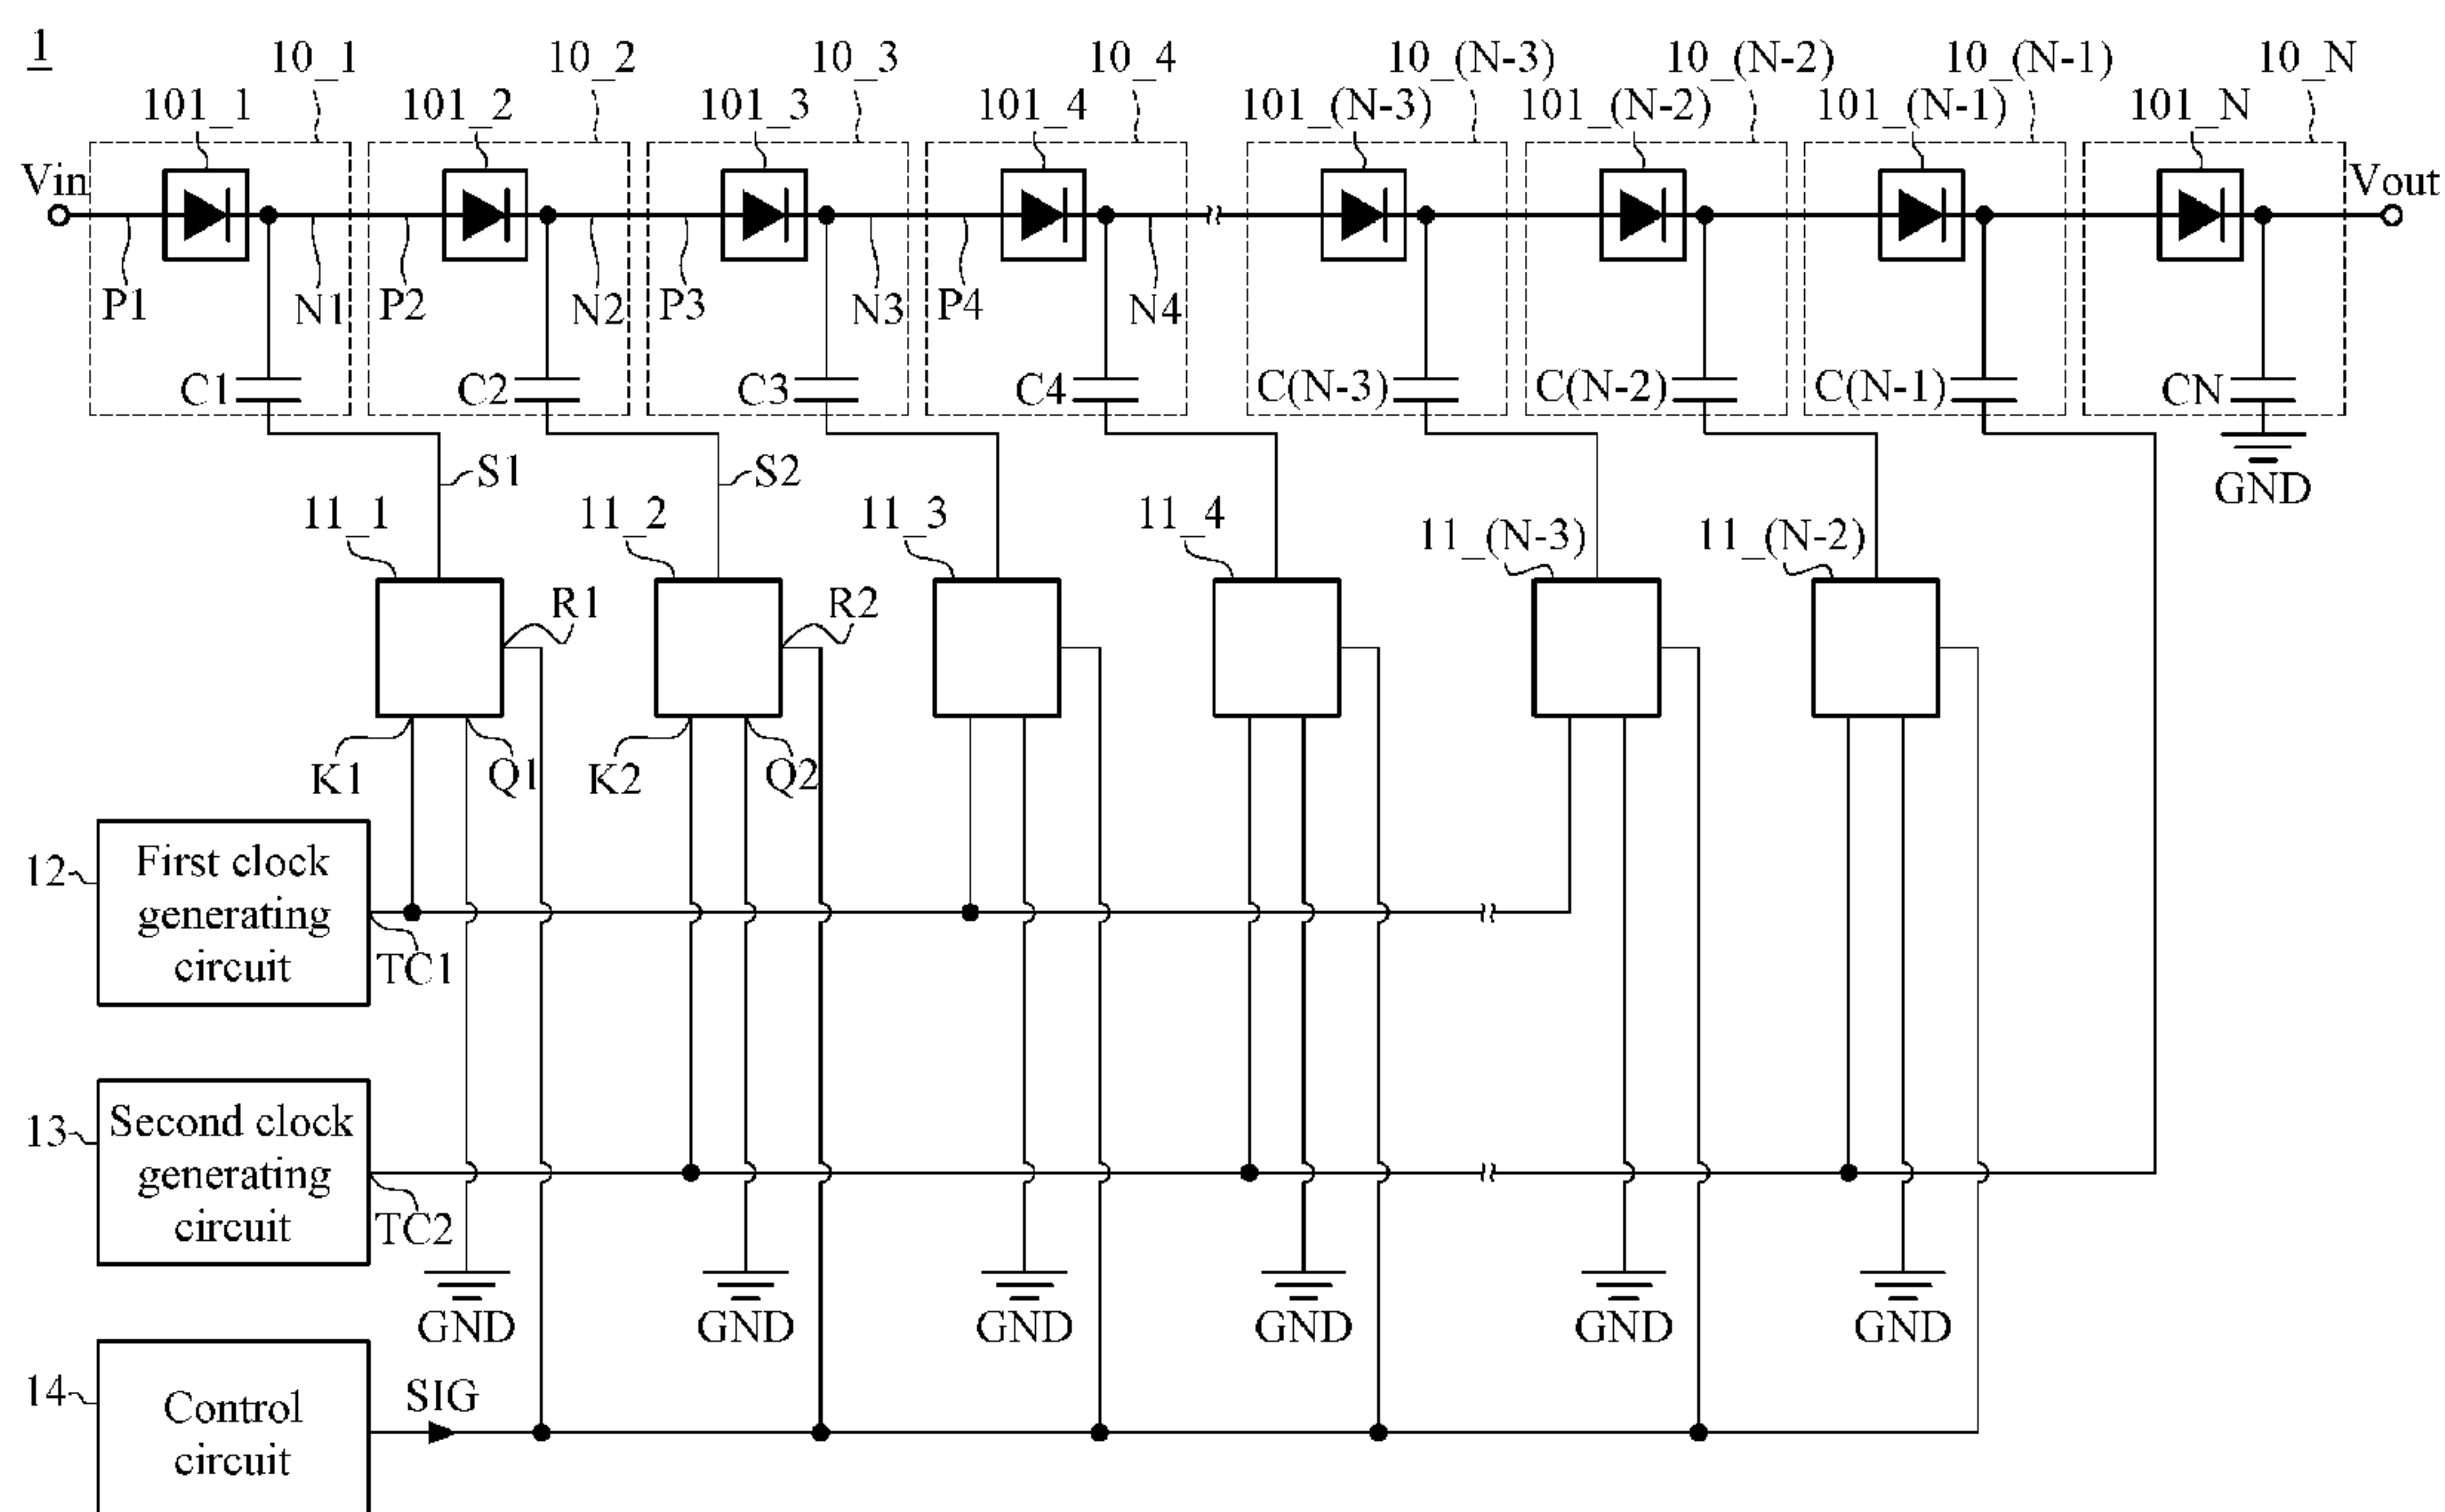 1
10_1
10_2
10_3
10_4
10_(N-3)
10_(N-2)
10_(N-1)
10_N
101_1
101_2
101_3
101_4
101_(N-3)
101_(N-2)
101_(N-1)
101_N
Vin
Vout
P1
N1
P2
N2
P3
N3
P4
N4
C1
C2
C3
C4
C(N-3)
C(N-2)
C(N-1)
CN
GND
S1
S2
11_1
11_2
11_3
11_4
11_(N-3)
11_(N-2)
R1
R2
K1
Q1
K2
Q2
12
First clock
generating
circuit
TC1
13
Second clock
generating
circuit
TC2
GND
GND
GND
GND
GND
GND
14
Control
circuit
SIG